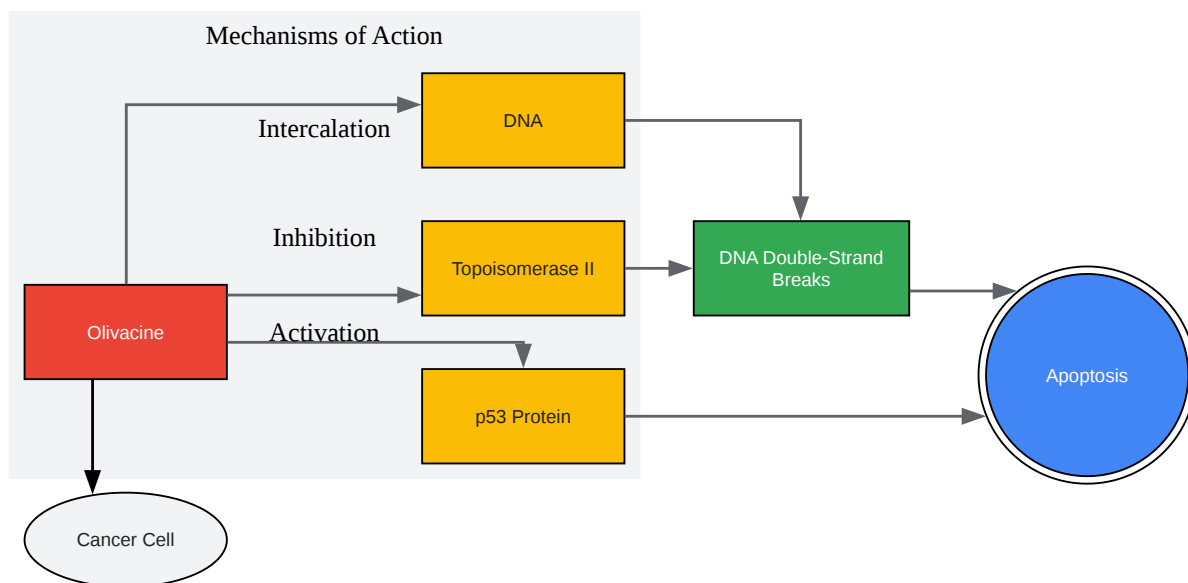 Mechanisms of Action
DNA
Intercalation
Inhibition
Topoisomerase II
DNA Double-Strand
Breaks
Olivacine
Activation
p53 Protein
Apoptosis
Cancer Cell